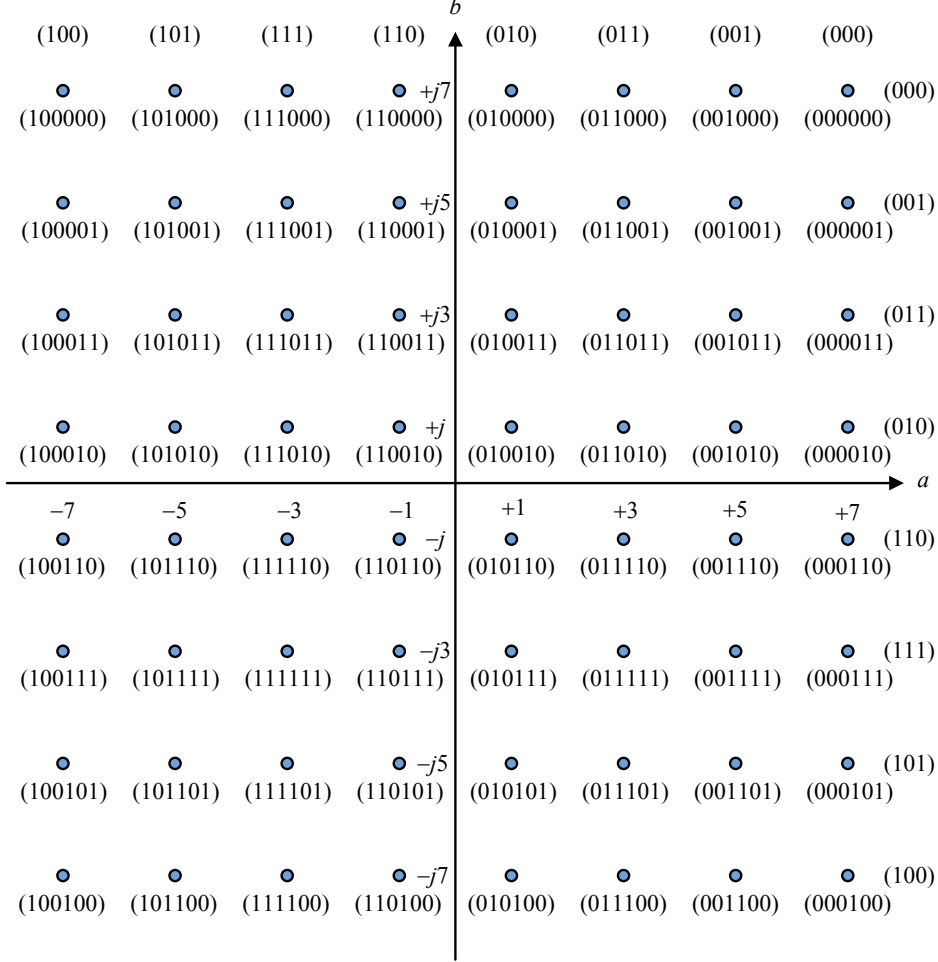 b
(100) (101) (111) (110) (010) (011) (001) (000)
+j7 (000)
(100000) (101000) (111000) (110000) (010000) (011000) (001000) (000000)
+j5 (001)
(100001) (101001) (111001) (110001) (010001) (011001) (001001) (000001)
+j3 (011)
(100011) (101011) (111011) (110011) (010011) (011011) (001011) (000011)
+j (010)
(100010) (101010) (111010) (110010) (010010) (011010) (001010) (000010)
a
−7 −5 −3 −1 +1 +3 +5 +7
−j (110)
(100110) (101110) (111110) (110110) (010110) (011110) (001110) (000110)
−j3 (111)
(100111) (101111) (111111) (110111) (010111) (011111) (001111) (000111)
−j5 (101)
(100101) (101101) (111101) (110101) (010101) (011101) (001101) (000101)
−j7 (100)
(100100) (101100) (111100) (110100) (010100) (011100) (001100) (000100)